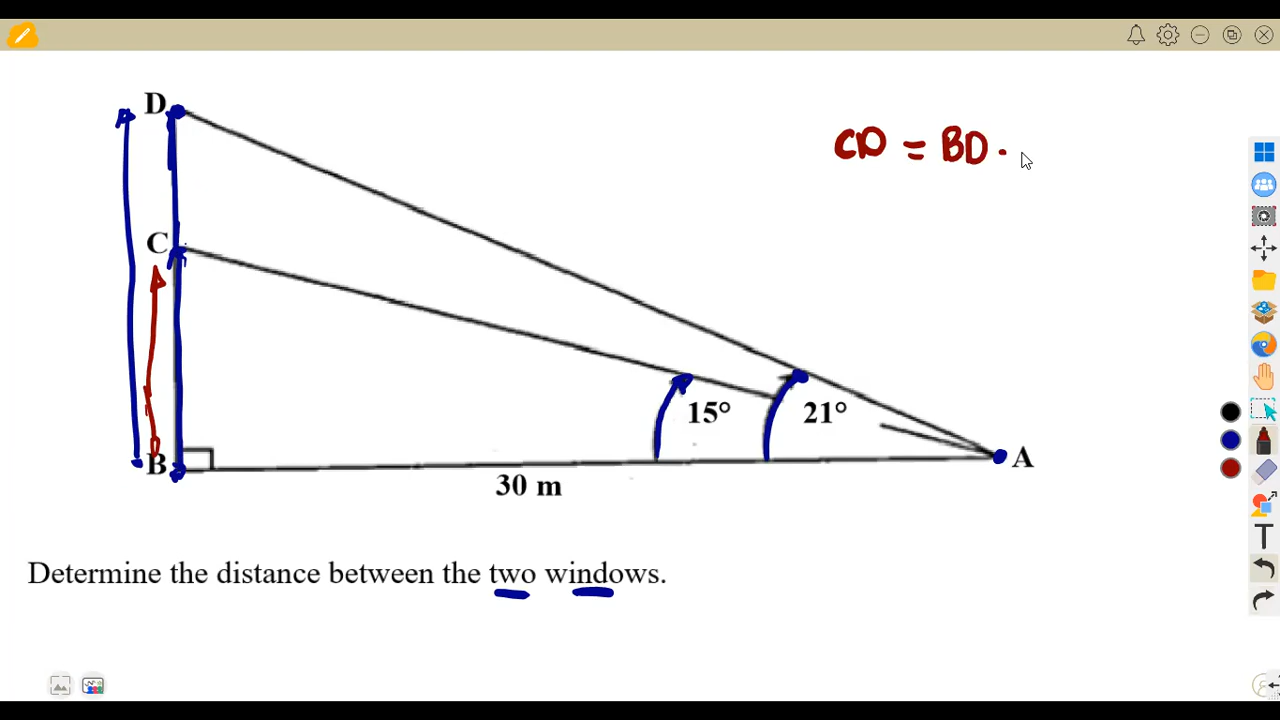 D
CD = BD -
C
15° 21°
B A
30 m
Determine the distance between the two windows.
T